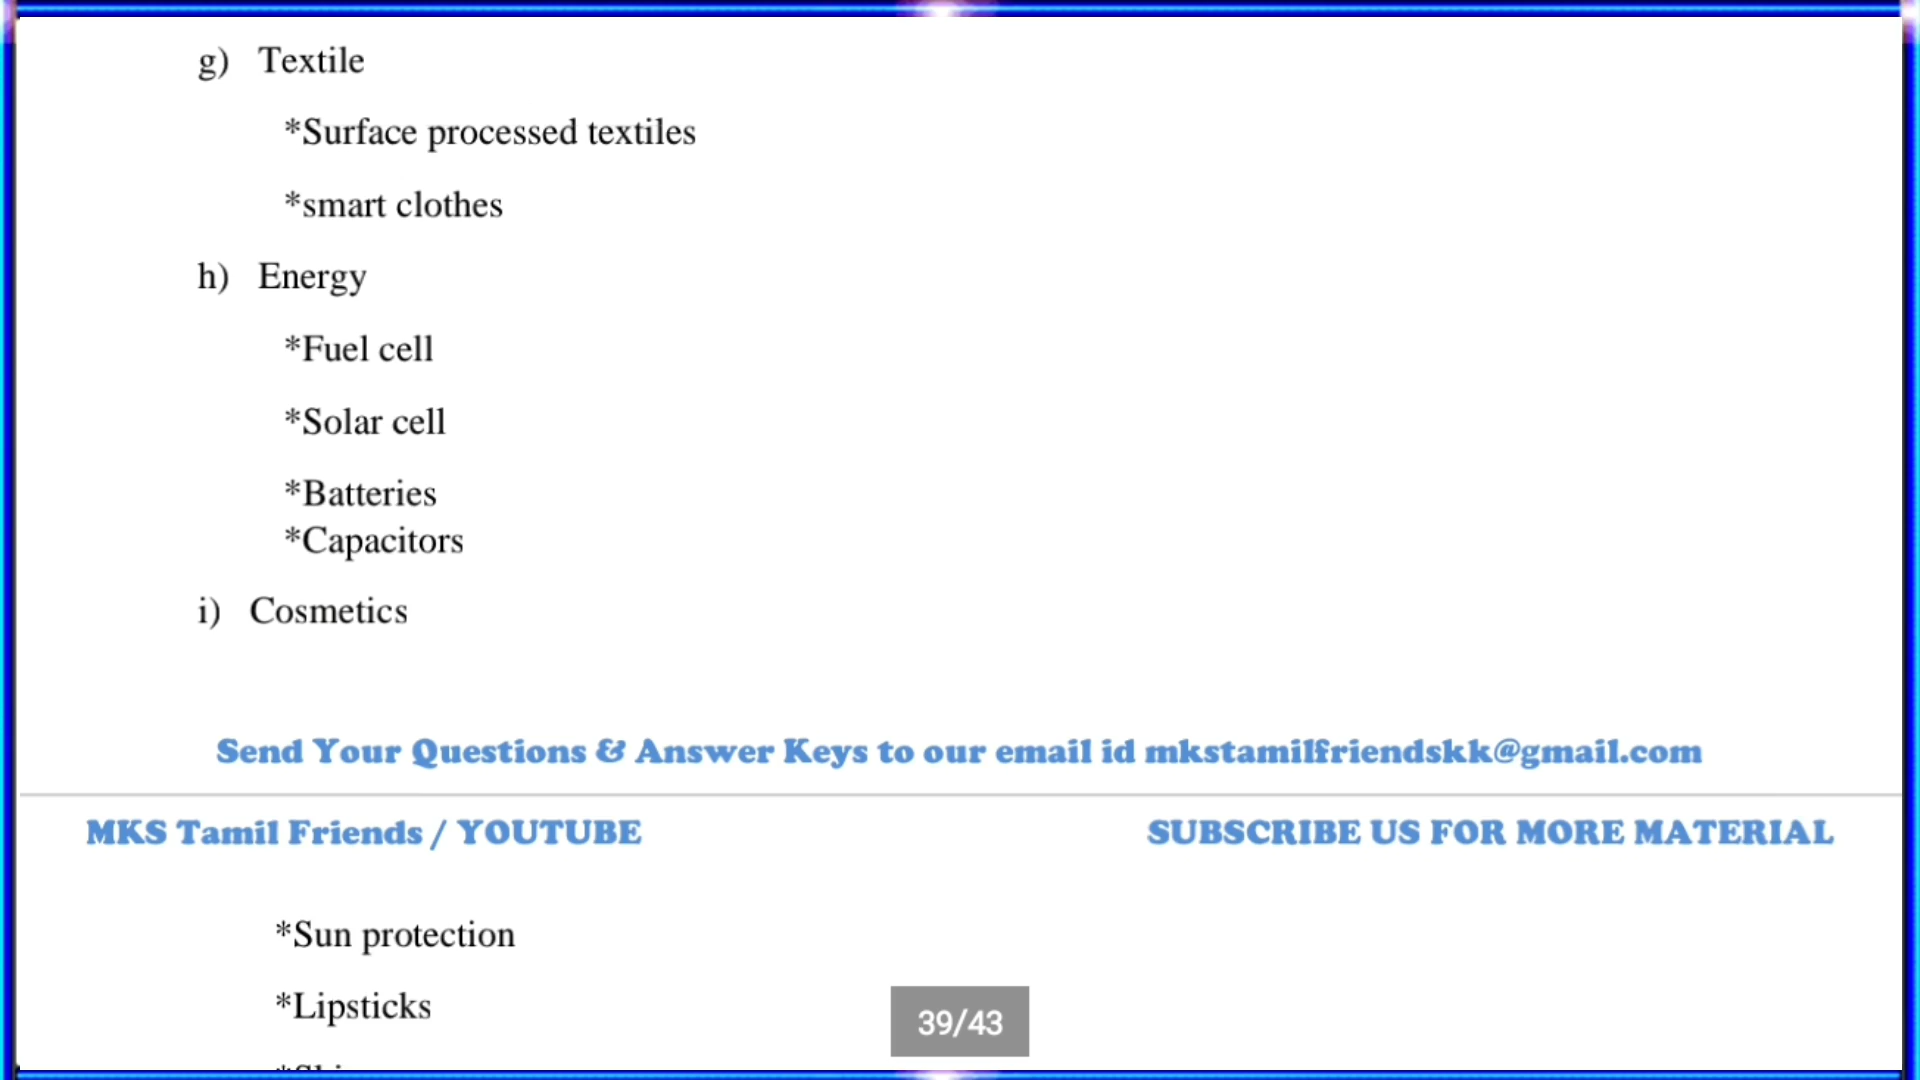 g) Textile
*Surface processed textiles
*smart clothes
h) Energy
*Fuel cell
*Solar cell
*Batteries
*Capacitors
i) Cosmetics
Send Your Questions & Answer Keys to our email id mkstamilfriendskk@gmail.com
MKS Tamil Friends / YOUTUBE SUBSCRIBE US FOR MORE MATERIAL
*Sun protection
*Lipsticks
39/43